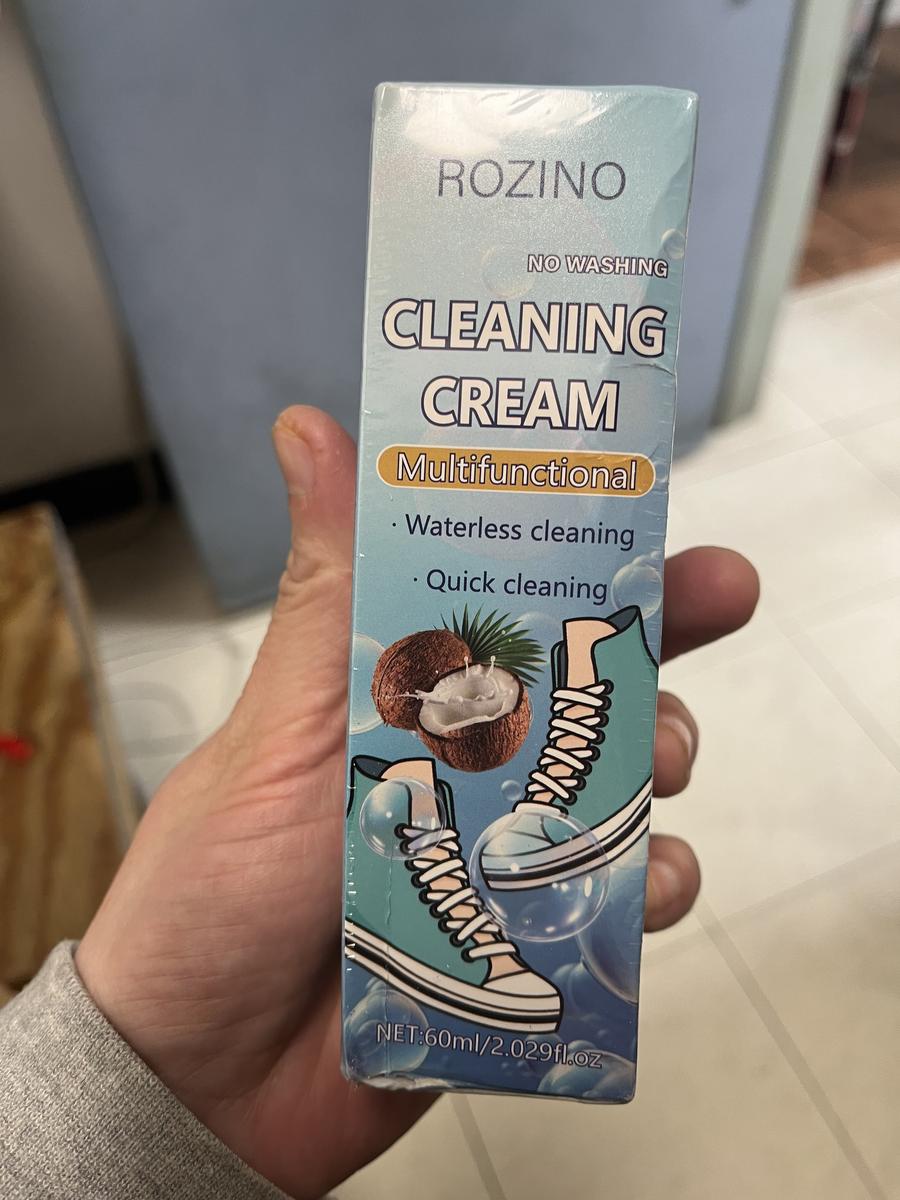 ROZINO
NO WASHING
CLEANING
CREAM
Multifunctional
· Waterless cleaning
· Quick cleaning
NET:60ml/2.029fl.oz